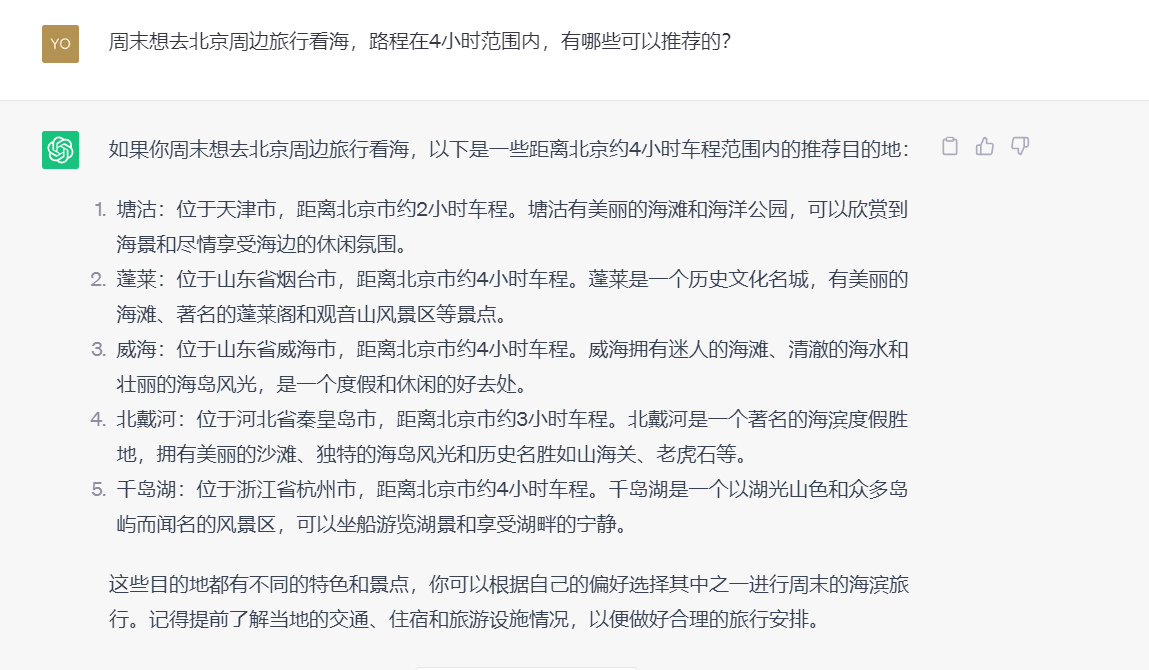 YO
周末想去北京周边旅行看海，路程在4小时范围内，有哪些可以推荐的？
如果你周末想去北京周边旅行看海，以下是一些距离北京约4小时车程范围内的推荐目的地：
1. 塘沽：位于天津市，距离北京市约2小时车程。塘沽有美丽的海滩和海洋公园，可以欣赏到
海景和尽情享受海边的休闲氛围。
2. 蓬莱：位于山东省烟台市，距离北京市约4小时车程。蓬莱是一个历史文化名城，有美丽的
海滩、著名的蓬莱阁和观音山风景区等景点。
3. 威海：位于山东省威海市，距离北京市约4小时车程。威海拥有迷人的海滩、清澈的海水和
壮丽的海岛风光，是一个度假和休闲的好去处。
4. 北戴河：位于河北省秦皇岛市，距离北京市约3小时车程。北戴河是一个著名的海滨度假胜
地，拥有美丽的沙滩、独特的海岛风光和历史名胜如山海关、老虎石等。
5. 千岛湖：位于浙江省杭州市，距离北京市约4小时车程。千岛湖是一个以湖光山色和众多岛
屿而闻名的风景区，可以坐船游览湖景和享受湖畔的宁静。
这些目的地都有不同的特色和景点，你可以根据自己的偏好选择其中之一进行周末的海滨旅
行。记得提前了解当地的交通、住宿和旅游设施情况，以便做好合理的旅行安排。